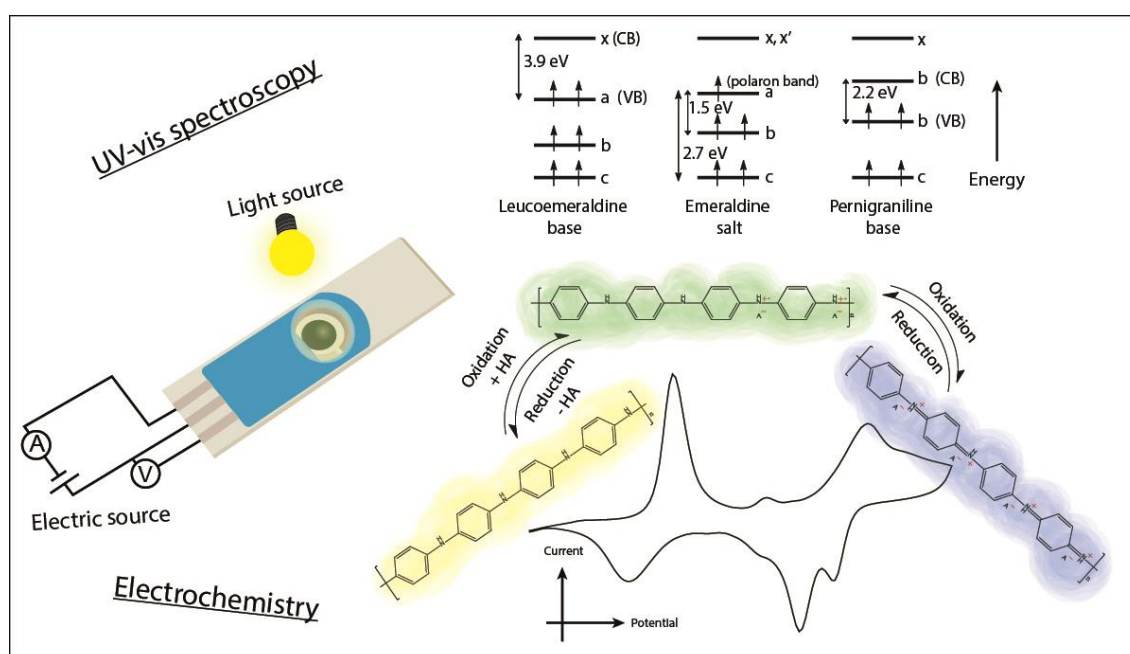 UV-vis spectroscopy
Light source
Electric source
A
V
Electrochemistry
x (CB)
3.9 eV
a (VB)
b
c
Leucoemeraldine
base
x, x'
(polaron band)
a
1.5 eV
b
2.7 eV
c
Emeraldine
salt
x
b (CB)
2.2 eV
b (VB)
c
Pernigraniline
base
Energy
H
N
H
N
H
N
+•
H
N
+•
A
−
A
−
n
Oxidation
+ HA
Reduction
- HA
Oxidation
Reduction
H
N
H
N
H
N
H
N
n
H
N
+
A
−
H
N
+
A
−
H
N
+
A
−
H
N
+
A
−
n
Current
Potential